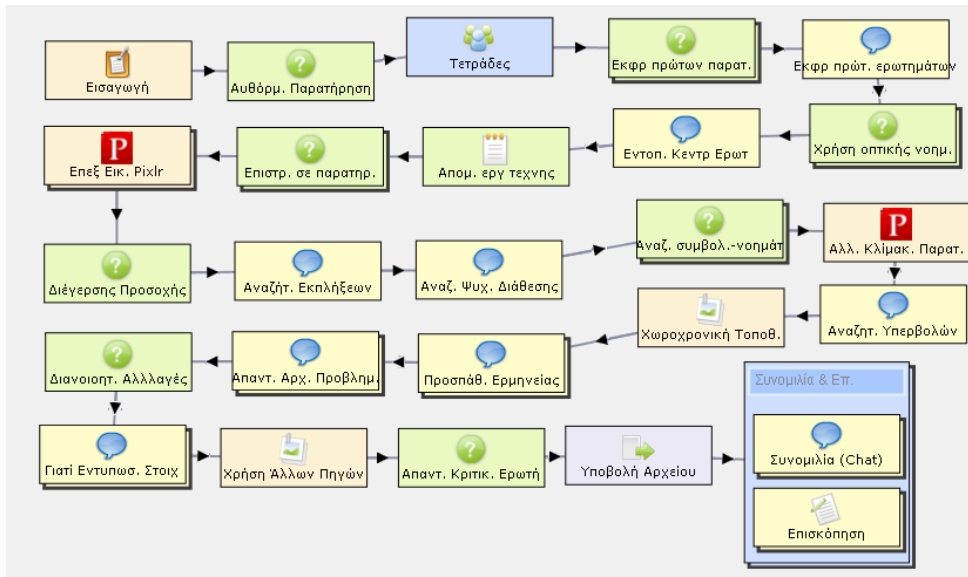 Εισαγωγή
Αυθόρμ. Παρατήρηση
Τετράδες
Εκφρ πρώτων παρατ.
Εκφρ πρώτ. ερωτημάτων
Χρήση οπτικής νοημ.
Εντοπ. Κεντρ Ερωτ
Απομ. εργ τεχνης
Επιστρ. σε παρατηρ.
P
Επεξ Εικ. Pixlr
Διέγερσης Προσοχής
Αναζήτ. Εκπλήξεων
Αναζ. Ψυχ. Διάθεσης
Αναζ. συμβολ.-νοημάτ
P
Αλλ. Κλίμακ. Παρατ.
Αναζητ. Υπερβολών
Χωροχρονική Τοποθ.
Προσπάθ. Ερμηνείας
Απαντ. Αρχ. Προβλημ.
Διανοιοητ. Αλλλαγές
Γιατί Εντυπωσ. Στοιχ
Χρήση Άλλων Πηγών
Απαντ. Κριτικ. Ερωτή
Υποβολή Αρχείου
Συνομιλία & Επ.
Συνομιλία (Chat)
Επισκόπηση